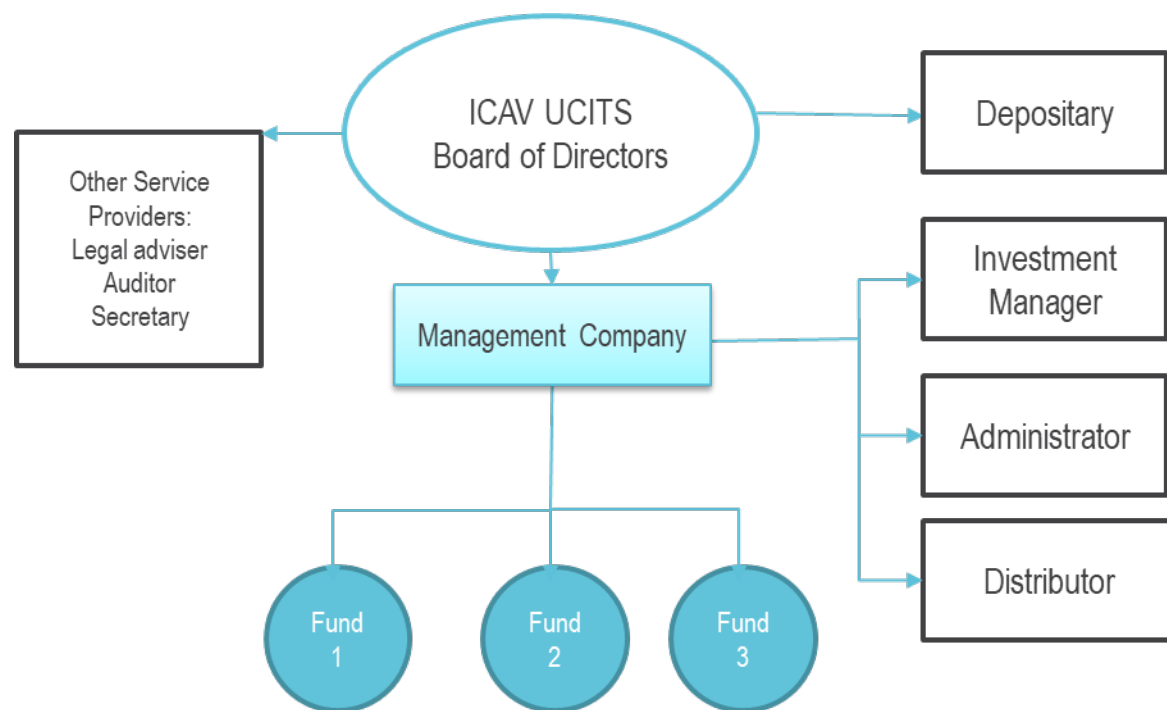 ICAV UCITS
Board of Directors
Depositary
Other Service
Providers:
Legal adviser
Auditor
Secretary
Investment
Manager
Management Company
Administrator
Distributor
Fund
1
Fund
2
Fund
3